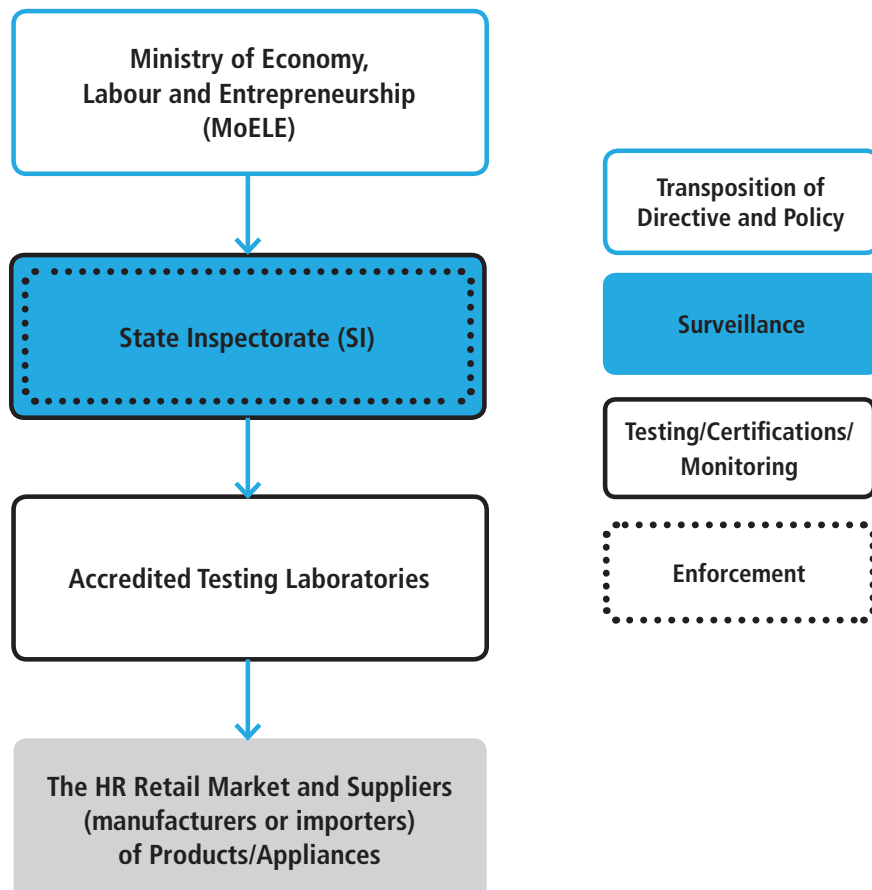 Ministry of Economy,
Labour and Entrepreneurship
(MoELE)
State Inspectorate (SI)
Accredited Testing Laboratories
The HR Retail Market and Suppliers
(manufacturers or importers)
of Products/Appliances
Transposition of
Directive and Policy
Surveillance
Testing/Certifications/
Monitoring
Enforcement